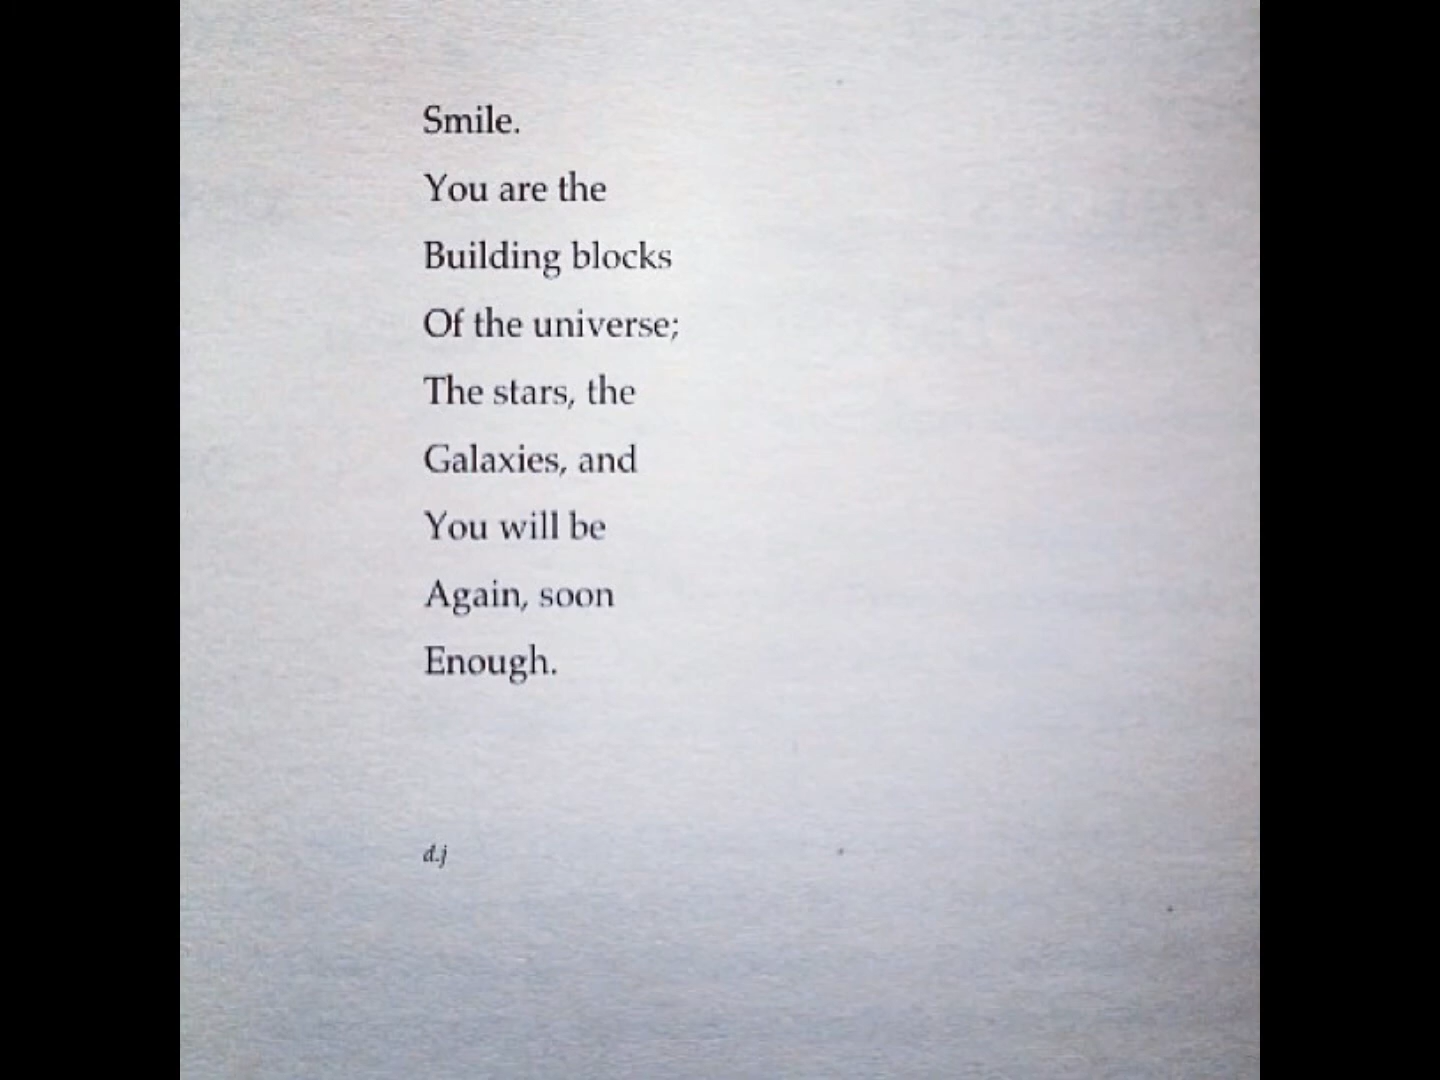 Smile.
You are the
Building blocks
Of the universe;
The stars, the
Galaxies, and
You will be
Again, soon
Enough.
d.j